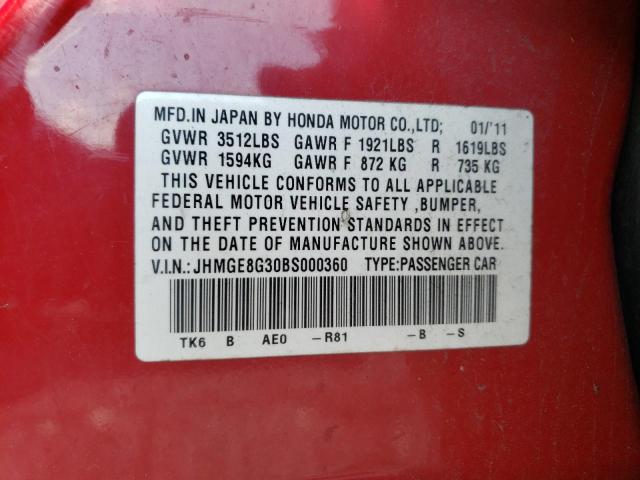 MFD.IN JAPAN BY HONDA MOTOR CO.,LTD; 01/'11
GVWR 3512LBS GAWR F 1921LBS R 1619LBS
GVWR 1594KG GAWR F 872 KG R 735 KG
THIS VEHICLE CONFORMS TO ALL APPLICABLE
FEDERAL MOTOR VEHICLE SAFETY ,BUMPER,
AND THEFT PREVENTION STANDARDS IN EFFECT
ON THE DATE OF MANUFACTURE SHOWN ABOVE.
V.I.N.: JHMGE8G30BS000360 TYPE:PASSENGER CAR
TK6 B AE0 –R81 –B –S